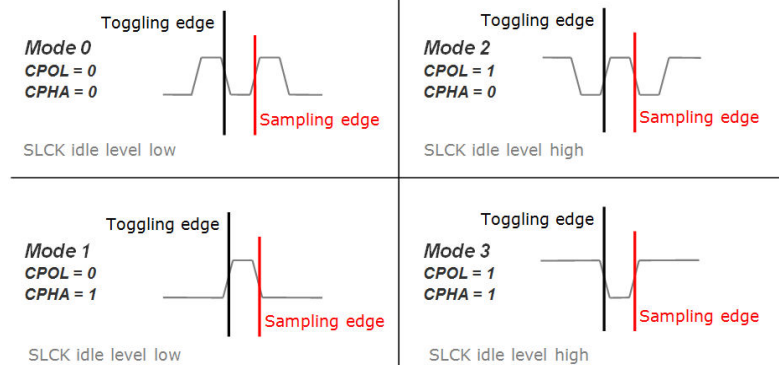 Toggling edge
Mode 0
CPOL = 0
CPHA = 0
Sampling edge
SLCK idle level low
Toggling edge
Mode 2
CPOL = 1
CPHA = 0
Sampling edge
SLCK idle level high
Toggling edge
Mode 1
CPOL = 0
CPHA = 1
Sampling edge
SLCK idle level low
Toggling edge
Mode 3
CPOL = 1
CPHA = 1
Sampling edge
SLCK idle level high